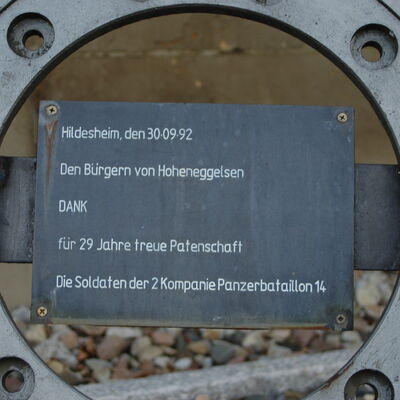 Hildesheim, den 30·09·92
Den Bürgern von Hoheneggelsen
DANK
für 29 Jahre treue Patenschaft
Die Soldaten der 2 Kompanie Panzerbataillon 14